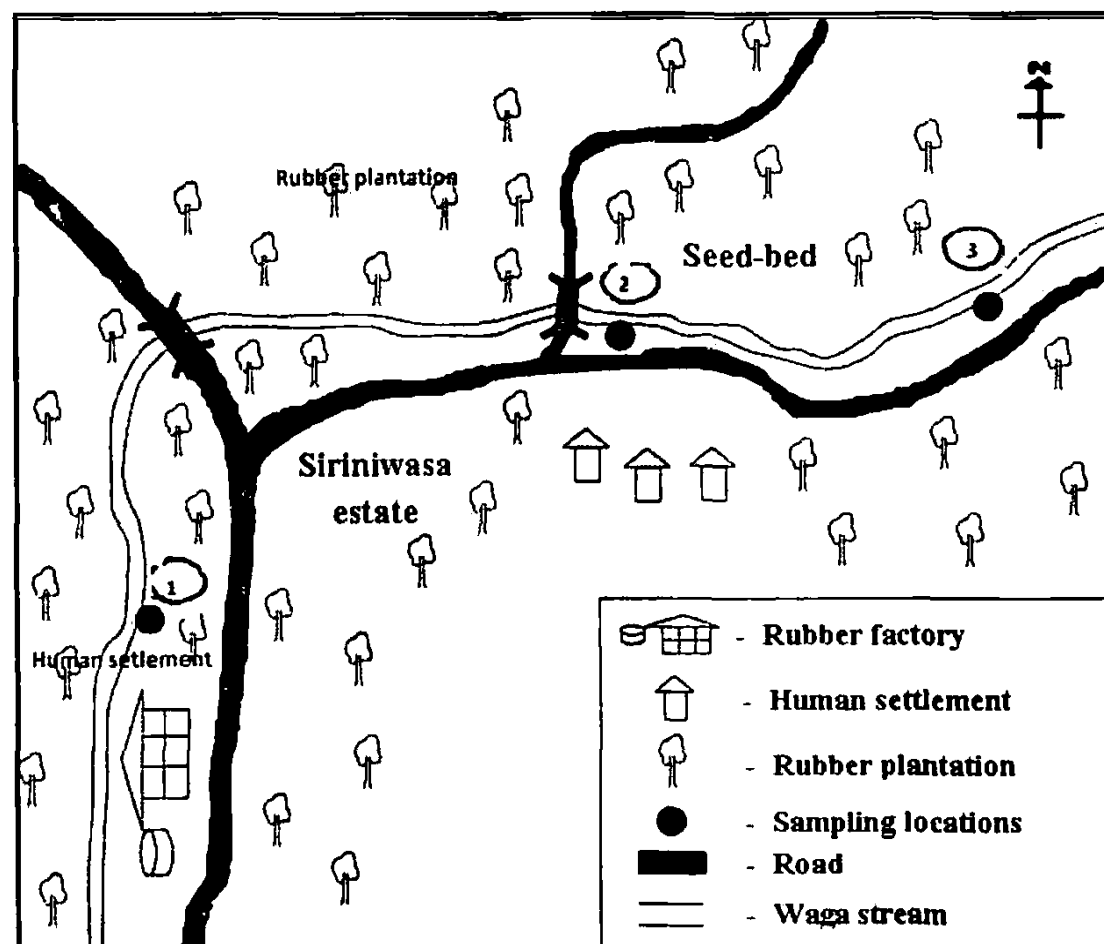 N
Rubber plantation
Seed-bed
3
2
Siriniwasa
estate
1
Human setlement
- Rubber factory
- Human settlement
- Rubber plantation
- Sampling locations
- Road
- Waga stream